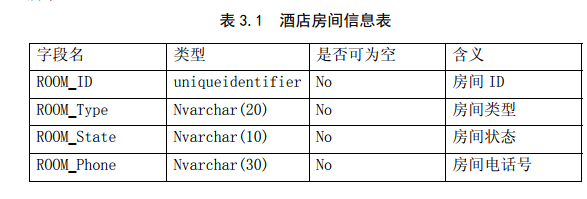 表 3.1 酒店房间信息表
字段名 类型 是否可为空 含义
ROOM_ID uniqueidentifier No 房间 ID
ROOM_Type Nvarchar(20) No 房间类型
ROOM_State Nvarchar(10) No 房间状态
ROOM_Phone Nvarchar(30) No 房间电话号